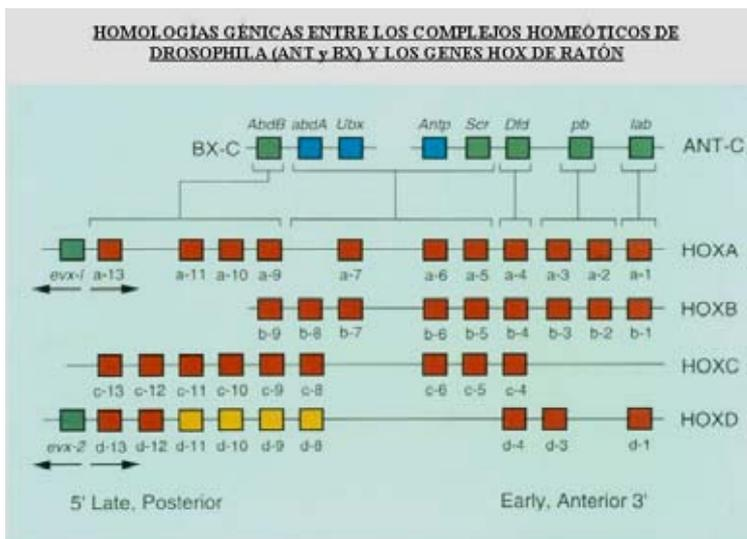 HOMOLOGÍAS GÉNICAS ENTRE LOS COMPLEJOS HOMEÓTICOS DE
DROSOPHILA (ANT y BX) Y LOS GENES HOX DE RATÓN
AbdB abdA Ubx Antp Scr Dfd pb lab
BX-C ANT-C
HOXA
evx-1 a-13 a-11 a-10 a-9 a-7 a-6 a-5 a-4 a-3 a-2 a-1
HOXB
b-9 b-8 b-7 b-6 b-5 b-4 b-3 b-2 b-1
HOXC
c-13 c-12 c-11 c-10 c-9 c-8 c-6 c-5 c-4
HOXD
evx-2 d-13 d-12 d-11 d-10 d-9 d-8 d-4 d-3 d-1
5' Late, Posterior Early, Anterior 3'